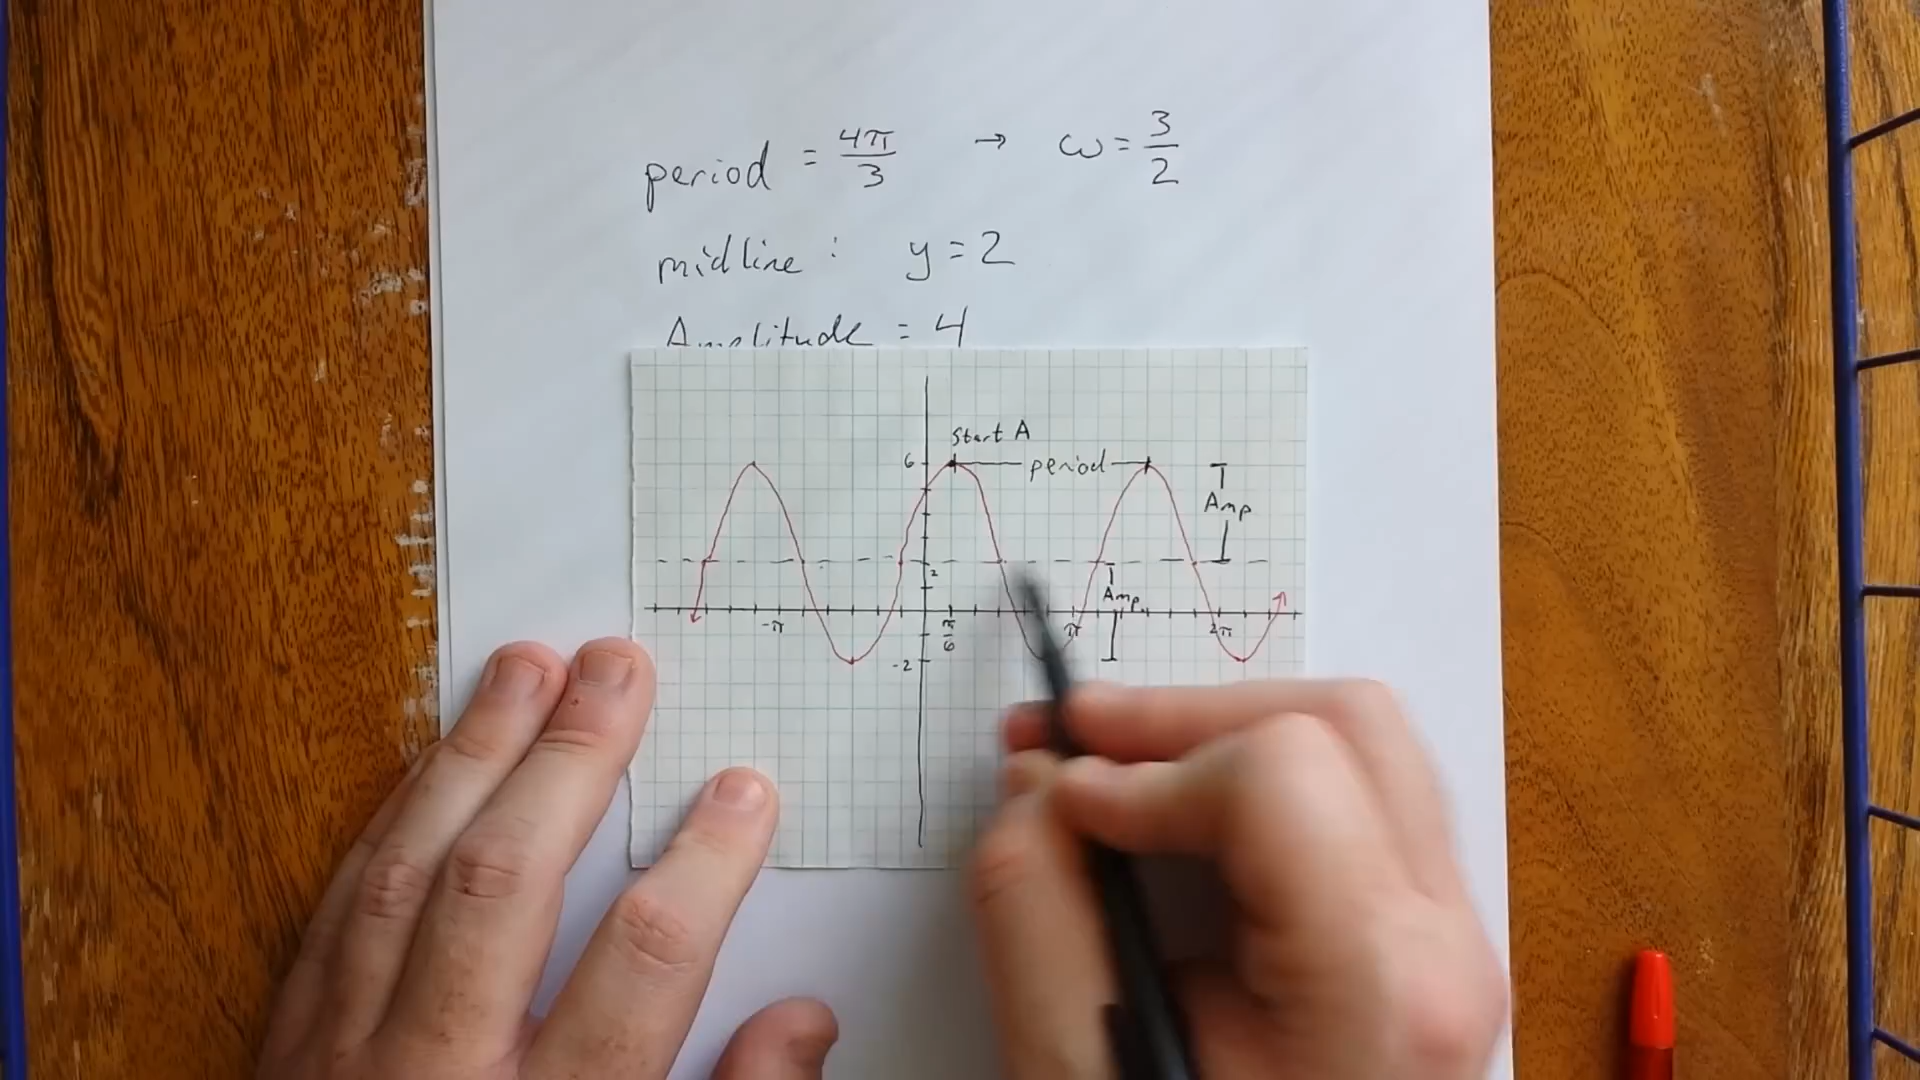 period = 4π/3 → ω = 3/2
midline : y = 2
Amplitude = 4
Start A
6 period
Amp
2
Amp.
-π π/6 π 2π
-2